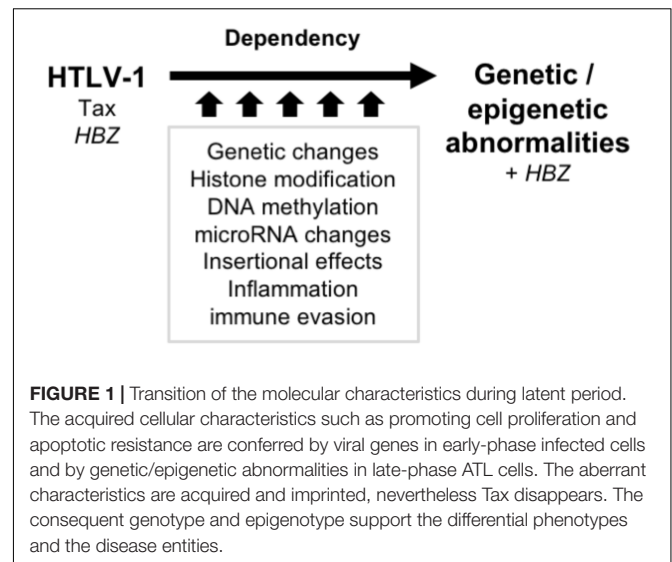 Dependency
HTLV-1
Tax
HBZ
Genetic /
epigenetic
abnormalities
+ HBZ
Genetic changes
Histone modification
DNA methylation
microRNA changes
Insertional effects
Inflammation
immune evasion
FIGURE 1 | Transition of the molecular characteristics during latent period.
The acquired cellular characteristics such as promoting cell proliferation and
apoptotic resistance are conferred by viral genes in early-phase infected cells
and by genetic/epigenetic abnormalities in late-phase ATL cells. The aberrant
characteristics are acquired and imprinted, nevertheless Tax disappears. The
consequent genotype and epigenotype support the differential phenotypes
and the disease entities.